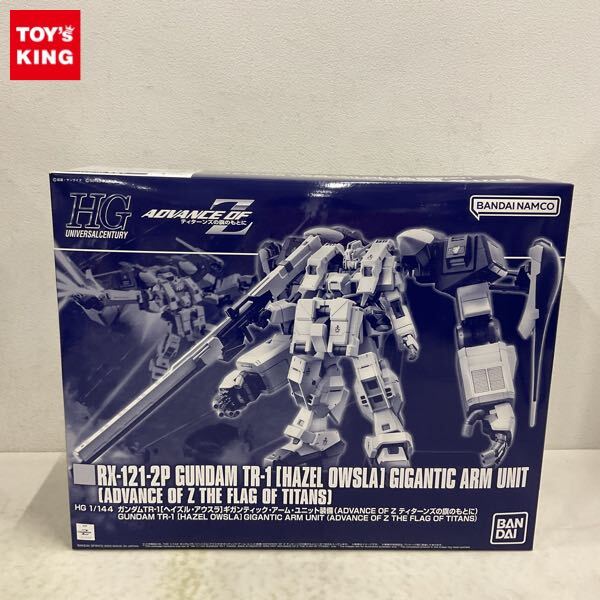 TOY'S
KING
HG
UNIVERSAL CENTURY
ADVANCE OF Z
ティターンズの旗のもとに
BANDAI NAMCO
RX-121-2P GUNDAM TR-1 [HAZEL OWSLA] GIGANTIC ARM UNIT
(ADVANCE OF Z THE FLAG OF TITANS)
HG 1/144 ガンダムTR-1[ヘイズル・アウスラ]ギガンティック・アーム・ユニット装備(ADVANCE OF Z ティターンズの旗のもとに)
GUNDAM TR-1 [HAZEL OWSLA] GIGANTIC ARM UNIT (ADVANCE OF Z THE FLAG OF TITANS)
BAN
DAI